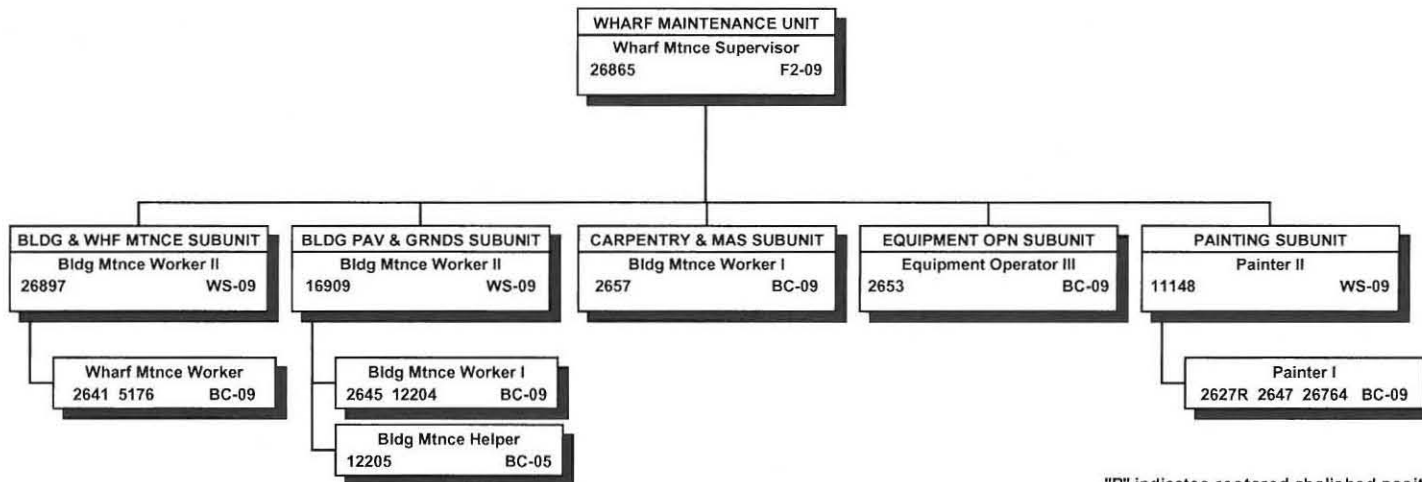 WHARF MAINTENANCE UNIT
Wharf Mtnce Supervisor
26865 F2-09
BLDG & WHF MTNCE SUBUNIT
Bldg Mtnce Worker II
26897 WS-09
BLDG PAV & GRNDS SUBUNIT
Bldg Mtnce Worker II
16909 WS-09
CARPENTRY & MAS SUBUNIT
Bldg Mtnce Worker I
2657 BC-09
EQUIPMENT OPN SUBUNIT
Equipment Operator III
2653 BC-09
PAINTING SUBUNIT
Painter II
11148 WS-09
Wharf Mtnce Worker
2641 5176 BC-09
Bldg Mtnce Worker I
2645 12204 BC-09
Bldg Mtnce Helper
12205 BC-05
Painter I
2627R 2647 26764 BC-09